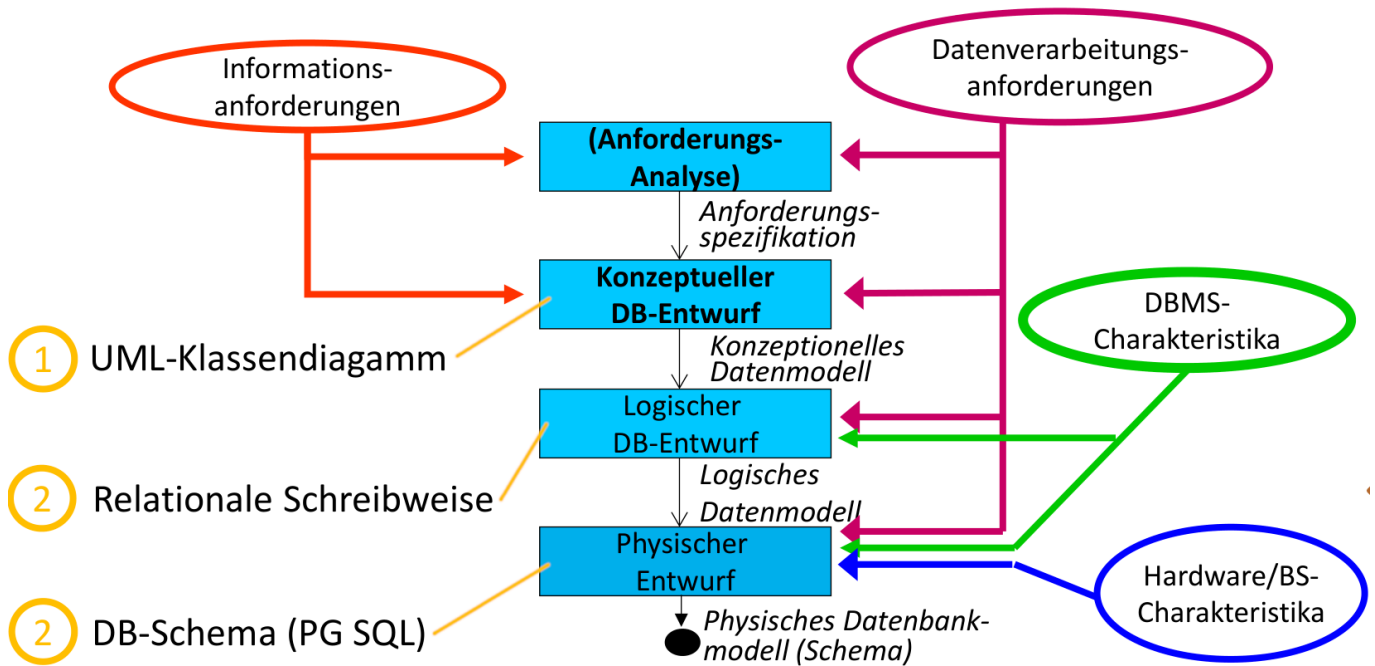 Informations-
anforderungen
Datenverarbeitungs-
anforderungen
(Anforderungs-
Analyse)
Anforderungs-
spezifikation
Konzeptueller
DB-Entwurf
DBMS-
Charakteristika
1 UML-Klassendiagamm
Konzeptionelles
Datenmodell
Logischer
DB-Entwurf
2 Relationale Schreibweise
Logisches
Datenmodell
Physischer
Entwurf
Hardware/BS-
Charakteristika
2 DB-Schema (PG SQL)
Physisches Datenbank-
modell (Schema)